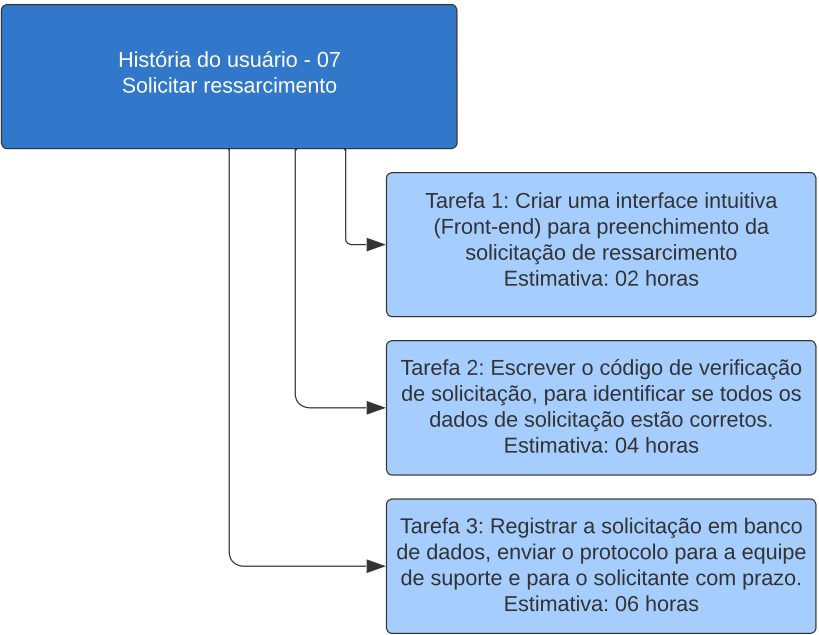 História do usuário - 07
Solicitar ressarcimento
Tarefa 1: Criar uma interface intuitiva
(Front-end) para preenchimento da
solicitação de ressarcimento
Estimativa: 02 horas
Tarefa 2: Escrever o código de verificação
de solicitação, para identificar se todos os
dados de solicitação estão corretos.
Estimativa: 04 horas
Tarefa 3: Registrar a solicitação em banco
de dados, enviar o protocolo para a equipe
de suporte e para o solicitante com prazo.
Estimativa: 06 horas